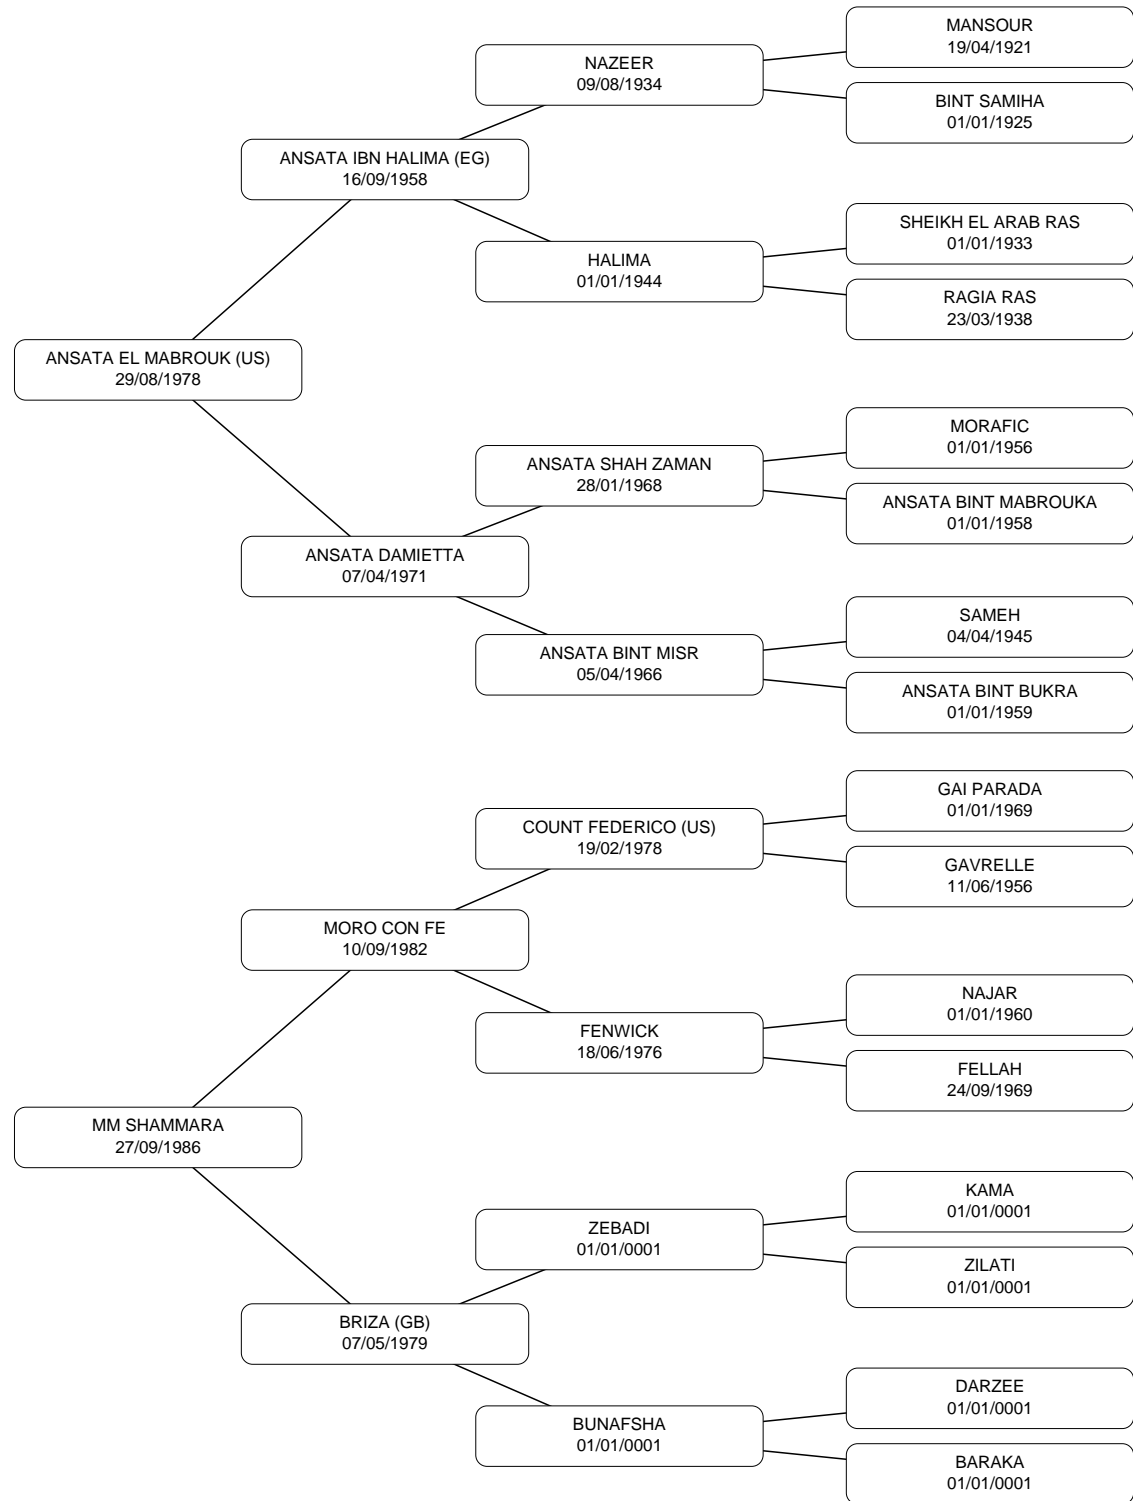 MANSOUR
19/04/1921
NAZEER
09/08/1934
BINT SAMIHA
01/01/1925
ANSATA IBN HALIMA (EG)
16/09/1958
SHEIKH EL ARAB RAS
01/01/1933
HALIMA
01/01/1944
RAGIA RAS
23/03/1938
ANSATA EL MABROUK (US)
29/08/1978
MORAFIC
01/01/1956
ANSATA SHAH ZAMAN
28/01/1968
ANSATA BINT MABROUKA
01/01/1958
ANSATA DAMIETTA
07/04/1971
SAMEH
04/04/1945
ANSATA BINT MISR
05/04/1966
ANSATA BINT BUKRA
01/01/1959
GAI PARADA
01/01/1969
COUNT FEDERICO (US)
19/02/1978
GAVRELLE
11/06/1956
MORO CON FE
10/09/1982
NAJAR
01/01/1960
FENWICK
18/06/1976
FELLAH
24/09/1969
MM SHAMMARA
27/09/1986
KAMA
01/01/0001
ZEBADI
01/01/0001
ZILATI
01/01/0001
BRIZA (GB)
07/05/1979
DARZEE
01/01/0001
BUNAFSHA
01/01/0001
BARAKA
01/01/0001